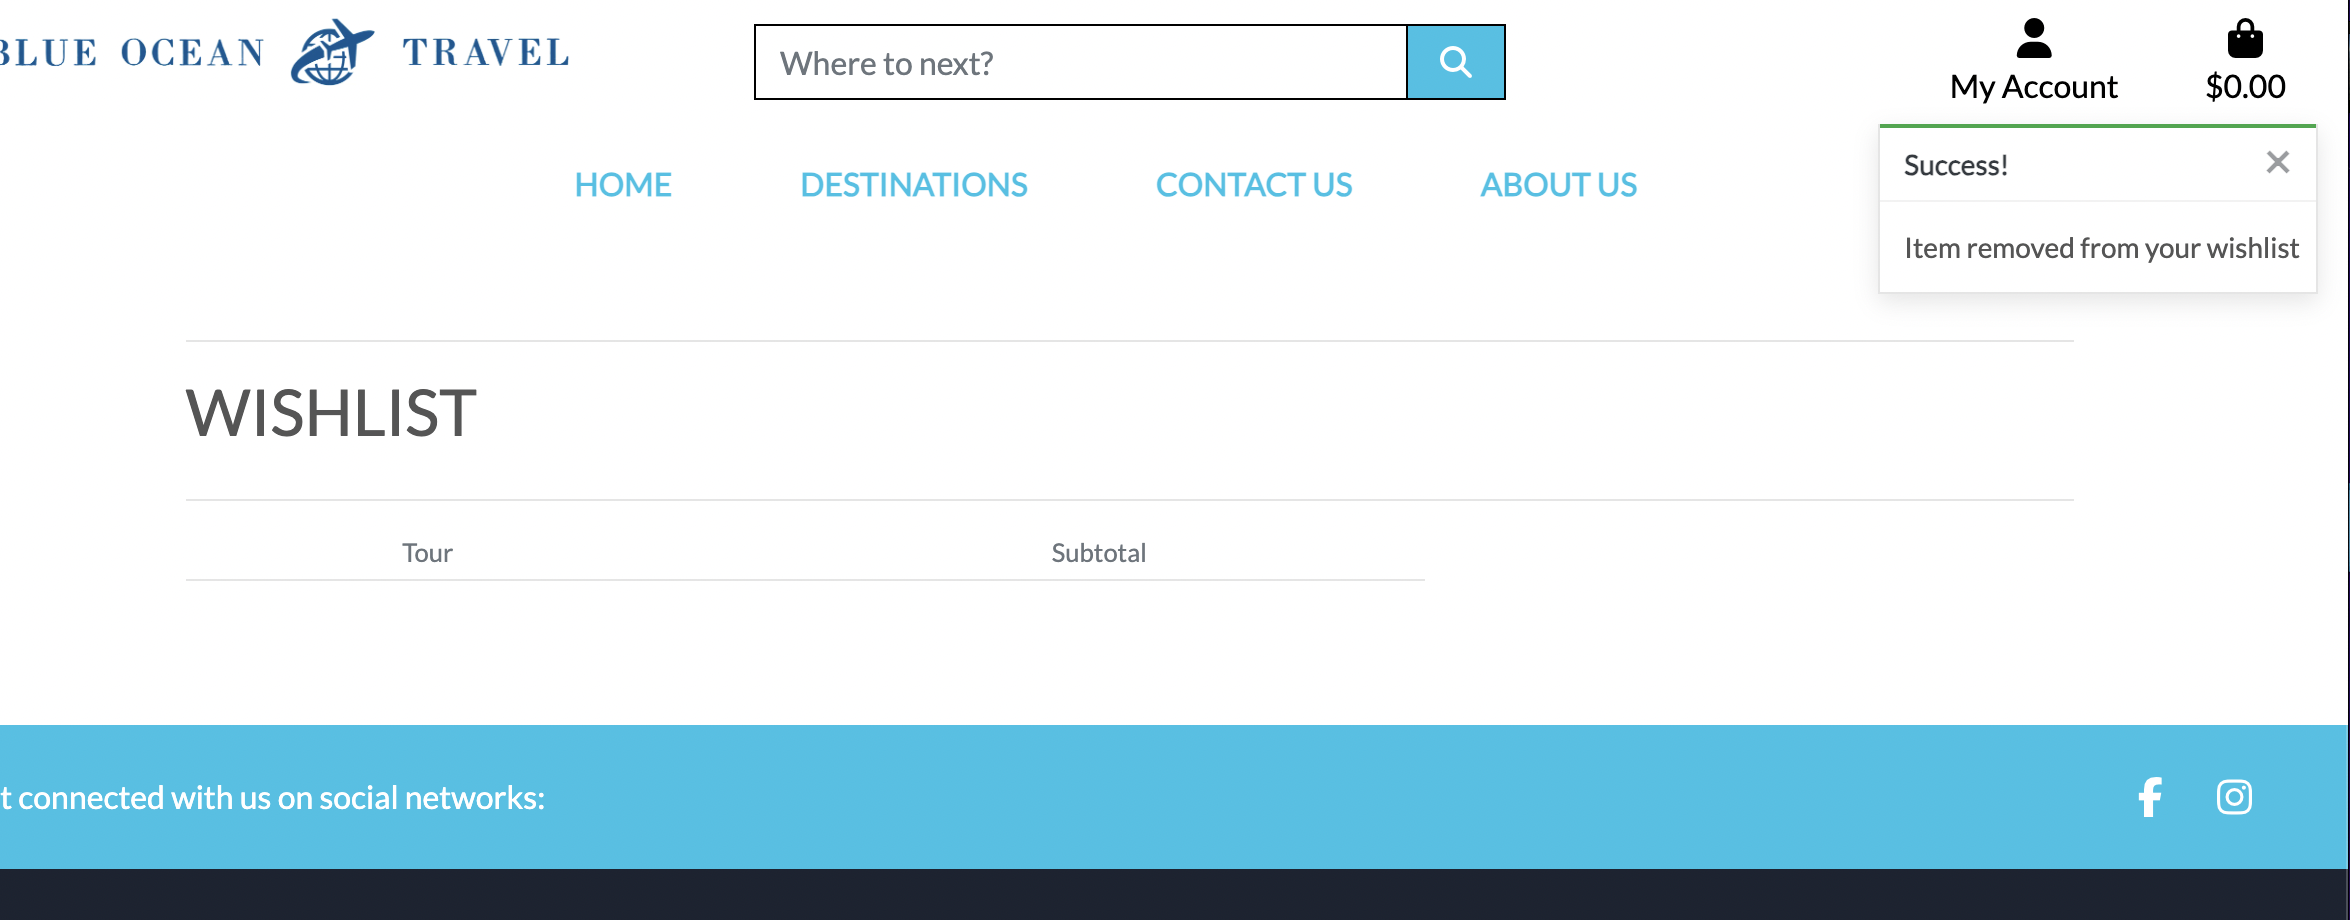 BLUE OCEAN TRAVEL
Where to next?
My Account
$0.00
Success!
Item removed from your wishlist
HOME
DESTINATIONS
CONTACT US
ABOUT US
WISHLIST
Tour
Subtotal
t connected with us on social networks: